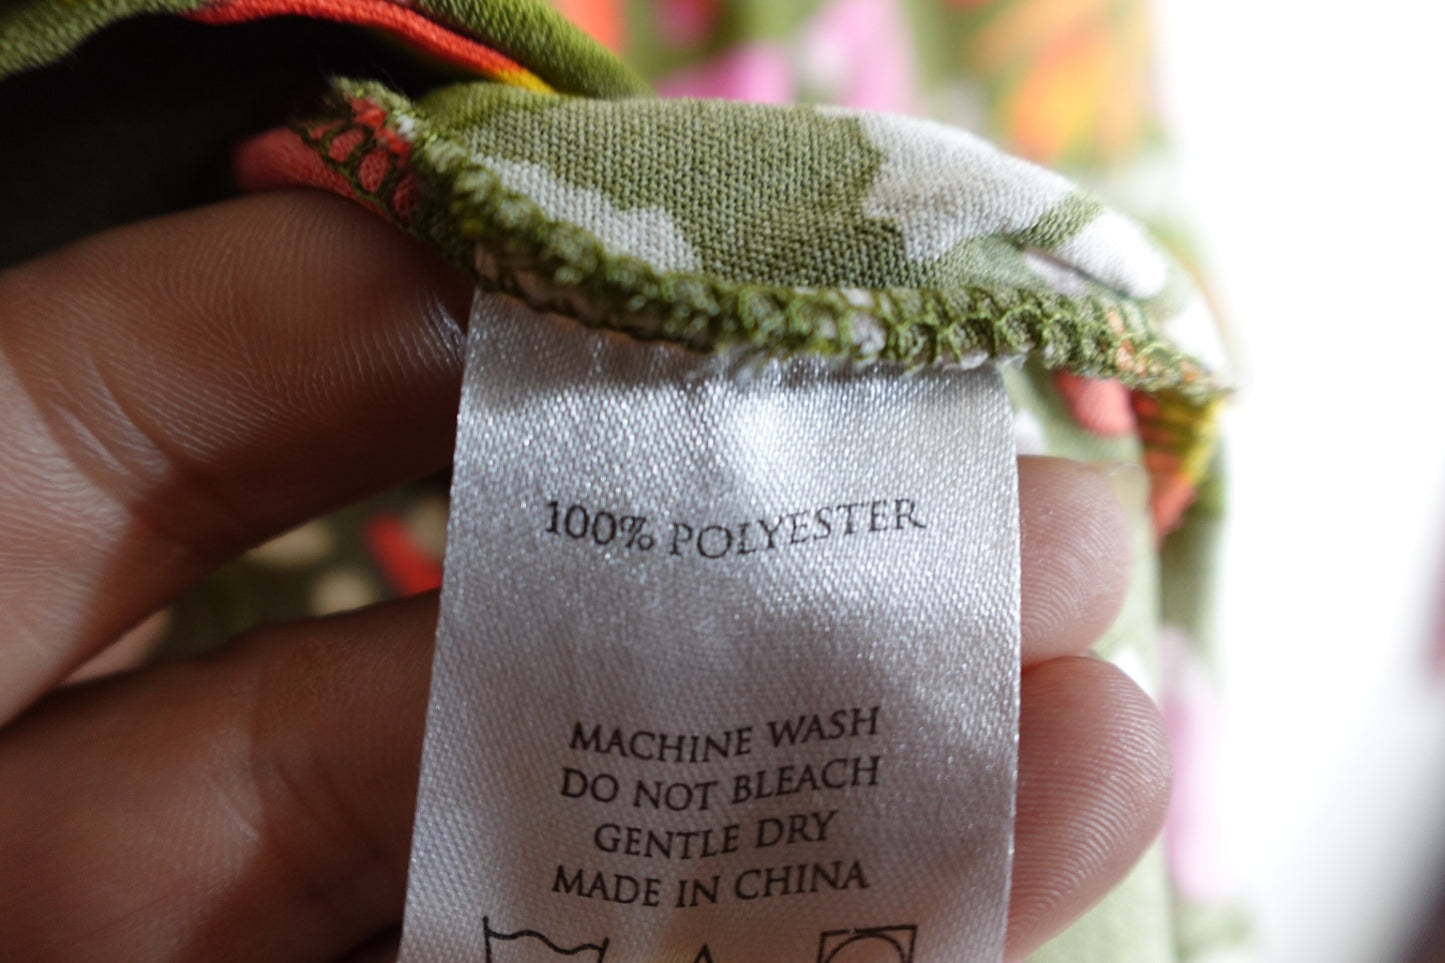 100% POLYESTER
MACHINE WASH
DO NOT BLEACH
GENTLE DRY
MADE IN CHINA